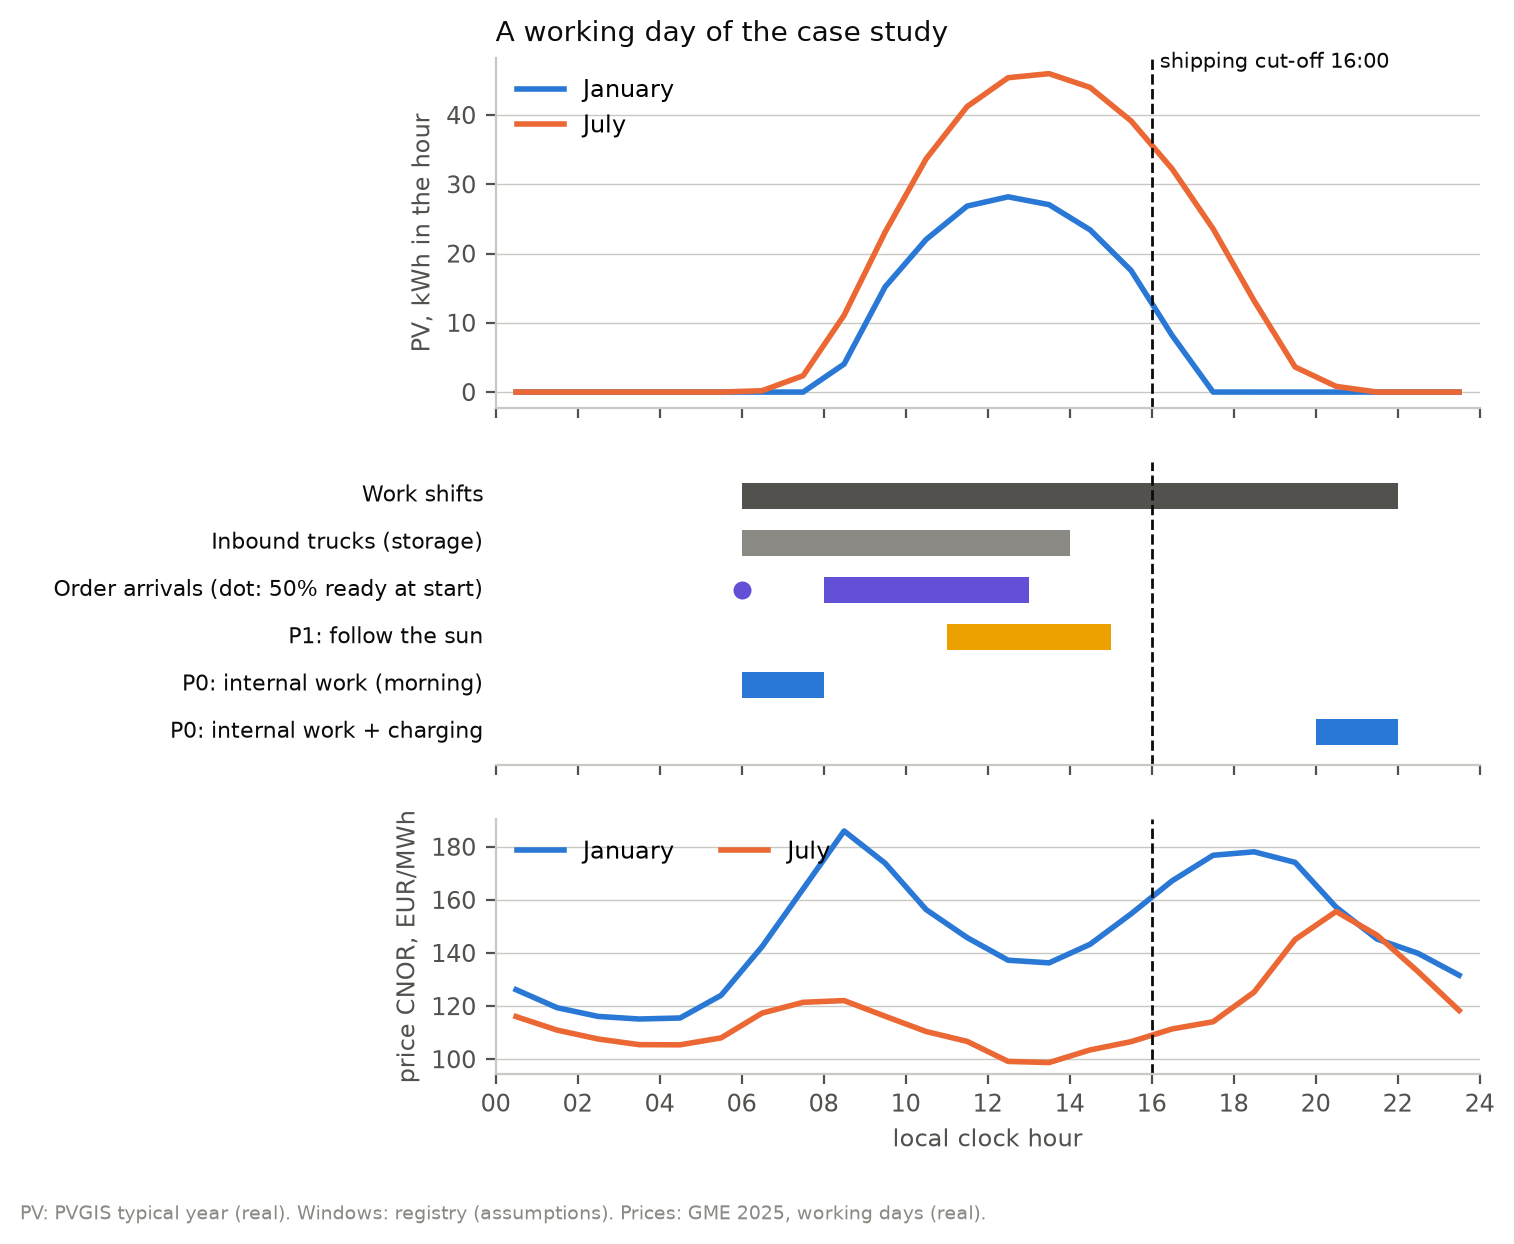 A working day of the case study
shipping cut-off 16:00
January
July
PV, kWh in the hour
40
30
20
10
0
Work shifts
Inbound trucks (storage)
Order arrivals (dot: 50% ready at start)
P1: follow the sun
P0: internal work (morning)
P0: internal work + charging
price CNOR, EUR/MWh
January July
180
160
140
120
100
00 02 04 06 08 10 12 14 16 18 20 22 24
local clock hour
PV: PVGIS typical year (real). Windows: registry (assumptions). Prices: GME 2025, working days (real).